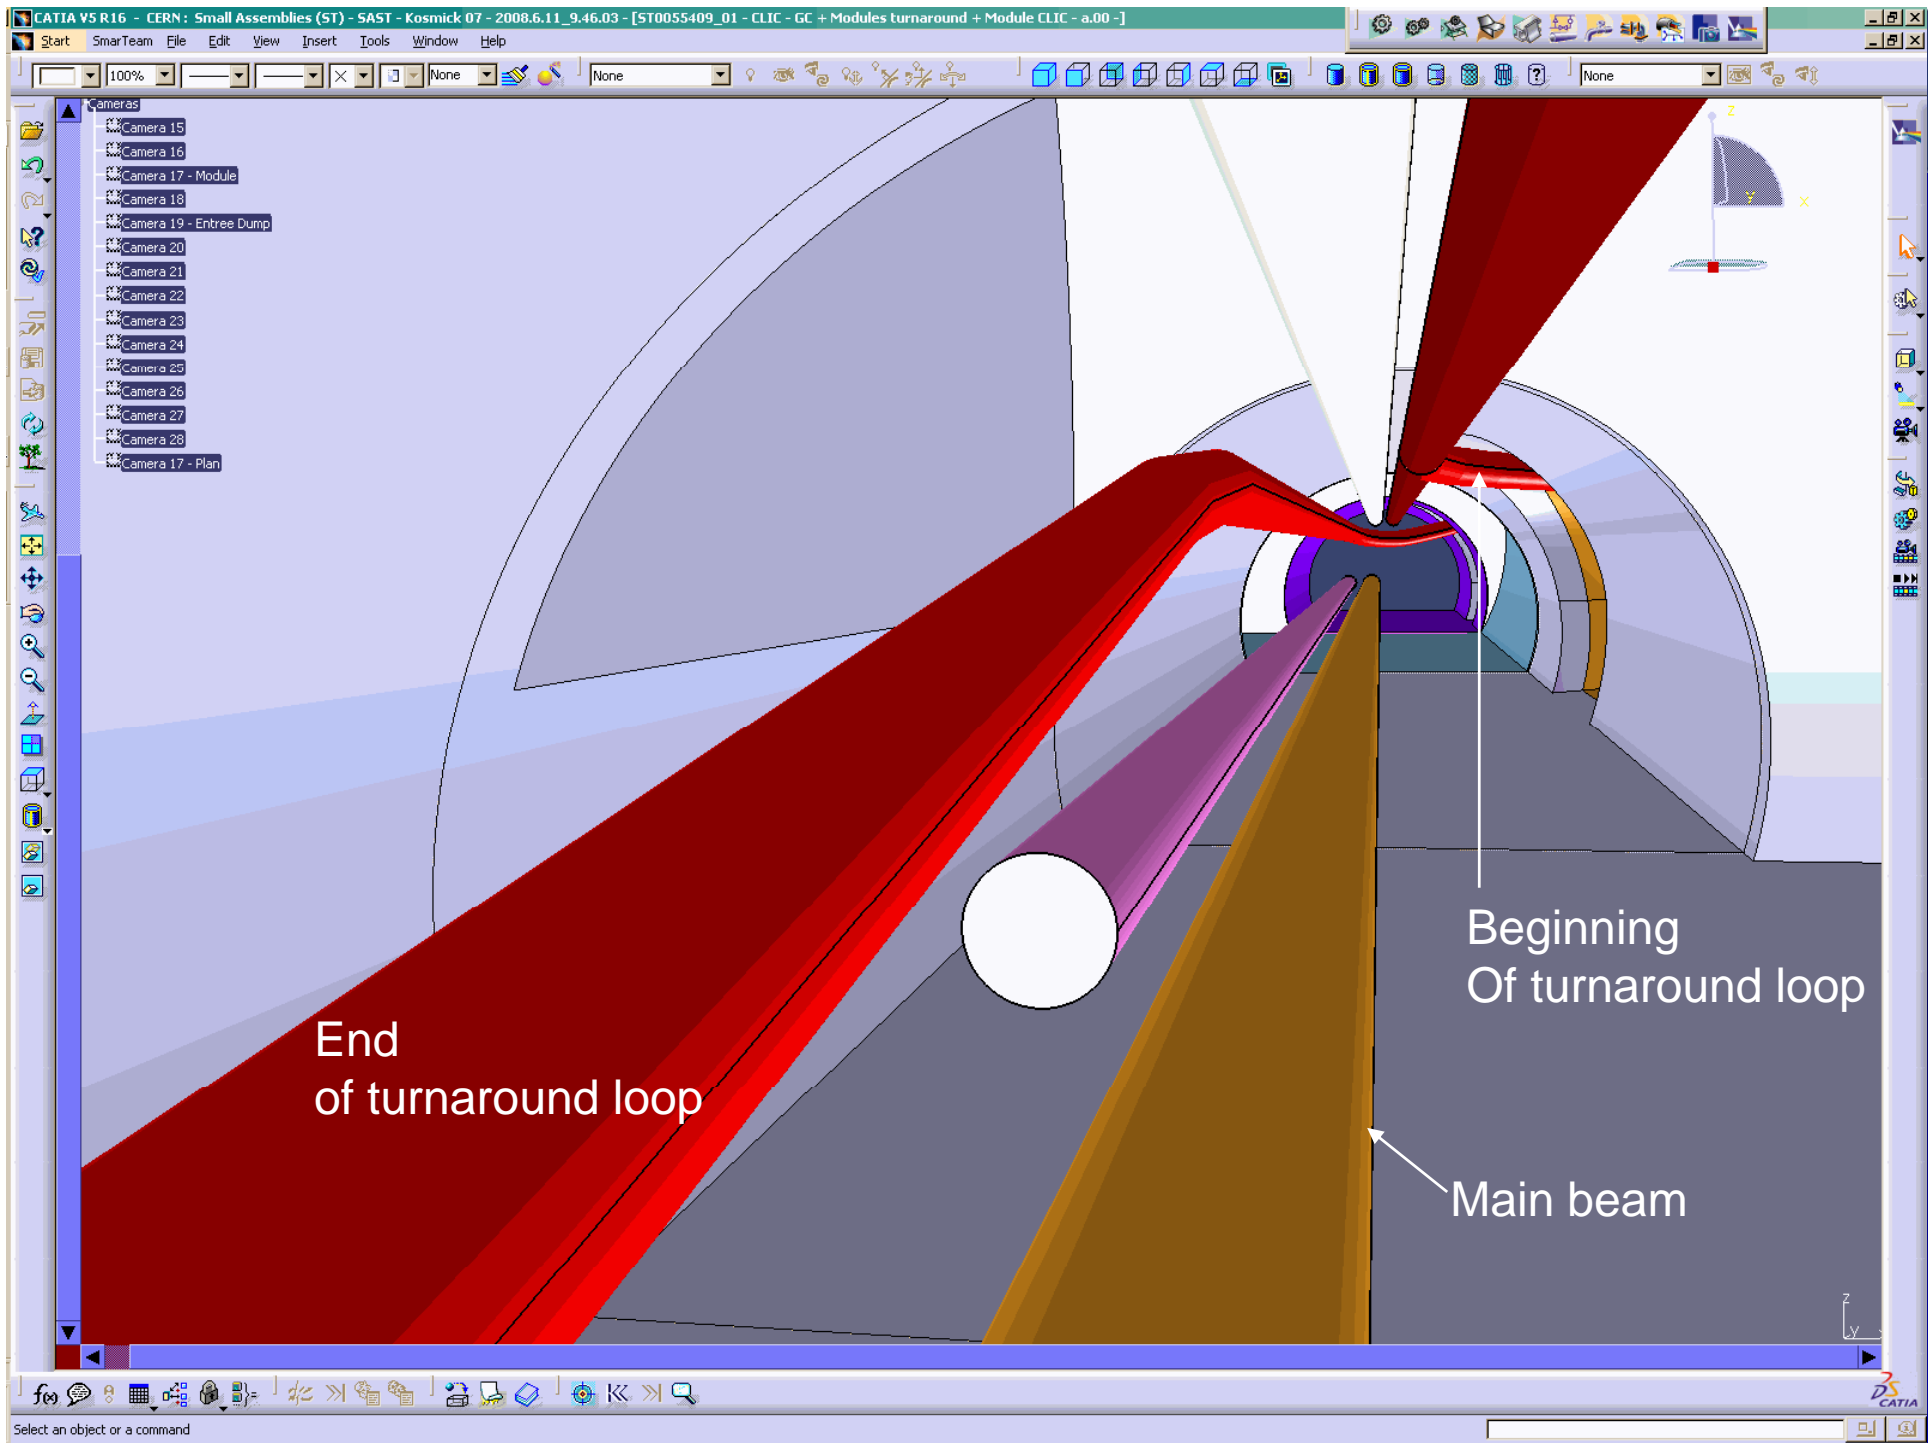 CATIA V5 R16 - CERN : Small Assemblies (ST) - SAST - Kosmick 07 - 2008.6.11_9.46.03 - [ST0055409_01 - CLIC - GC + Modules turnaround + Module CLIC - a.00 -]
Start SmarTeam File Edit View Insert Tools Window Help
100% None None None
Cameras
Camera 15
Camera 16
Camera 17 - Module
Camera 18
Camera 19 - Entree Dump
Camera 20
Camera 21
Camera 22
Camera 23
Camera 24
Camera 25
Camera 26
Camera 27
Camera 28
Camera 17 - Plan
z
Y
x
Beginning
Of turnaround loop
End
of turnaround loop
Main beam
z
y
f(x)
DS
CATIA
Select an object or a command